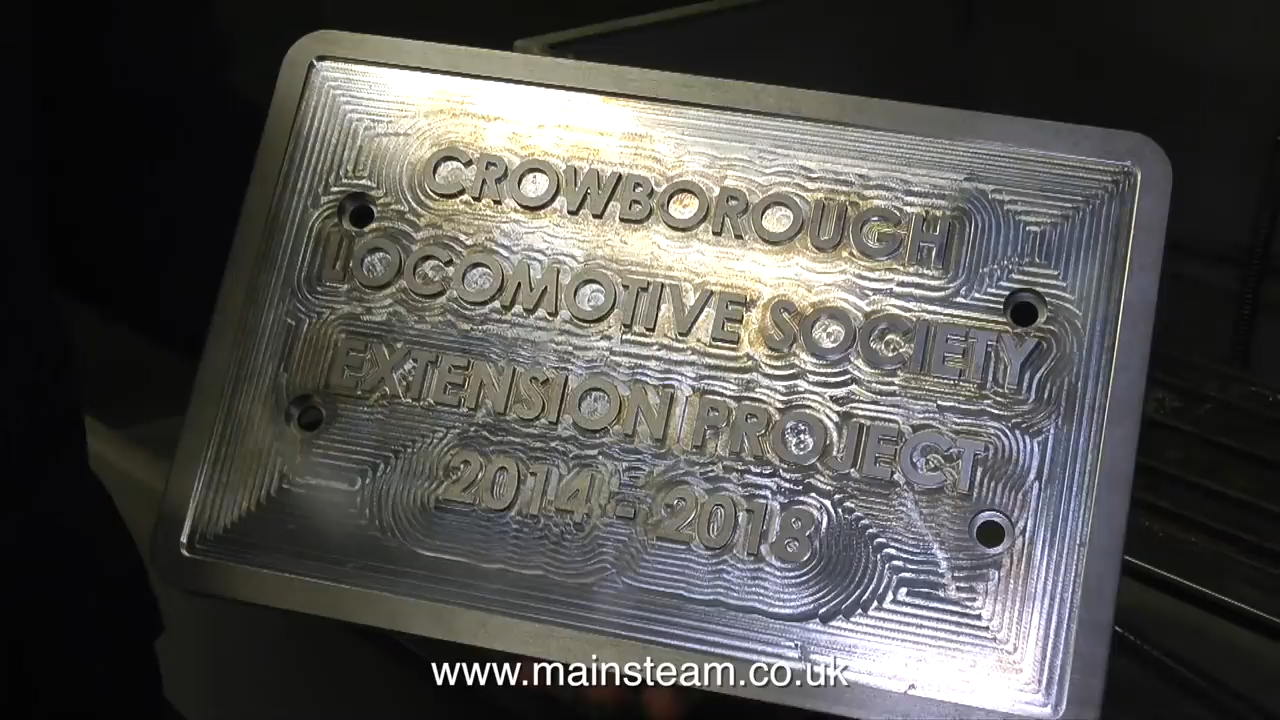 CROWBOROUGH
LOCOMOTIVE SOCIETY
EXTENSION PROJECT
2014 - 2018
www.mainsteam.co.uk